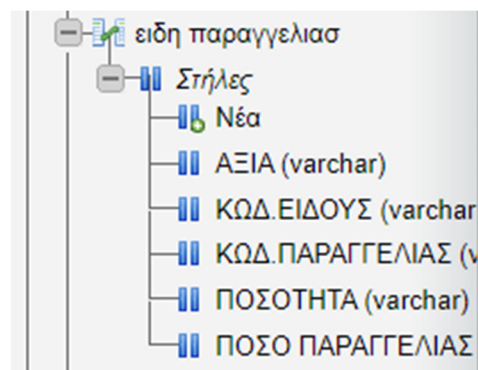 ειδη παραγγελιασ
Στήλες
Νέα
ΑΞΙΑ (varchar)
ΚΩΔ.ΕΙΔΟΥΣ (varchar
ΚΩΔ.ΠΑΡΑΓΓΕΛΙΑΣ (v
ΠΟΣΟΤΗΤΑ (varchar)
ΠΟΣΟ ΠΑΡΑΓΓΕΛΙΑΣ